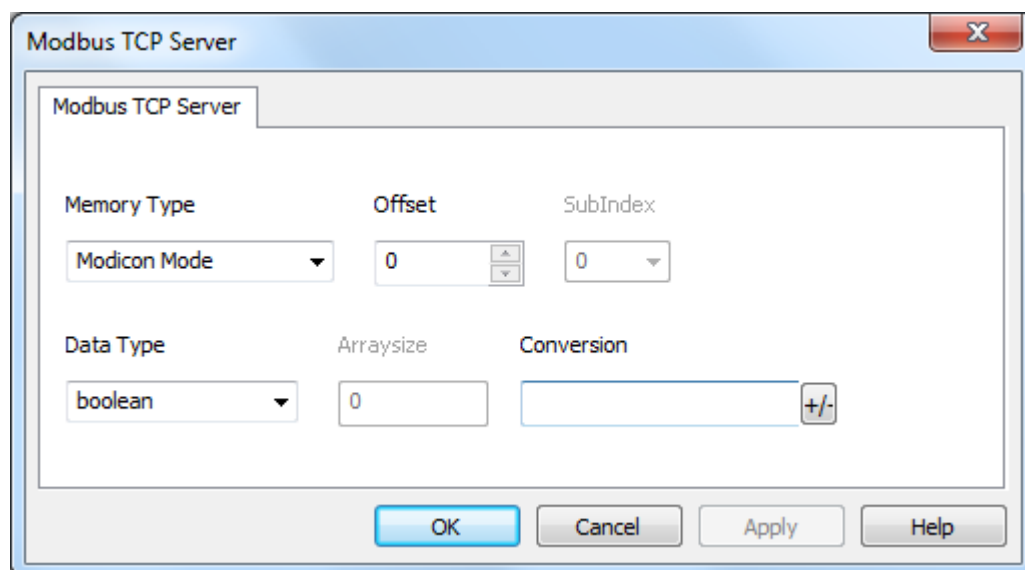 Modbus TCP Server
Modbus TCP Server
Memory Type Offset SubIndex
Modicon Mode 0 0
Data Type Arraysize Conversion
boolean 0 +/-
OK Cancel Apply Help